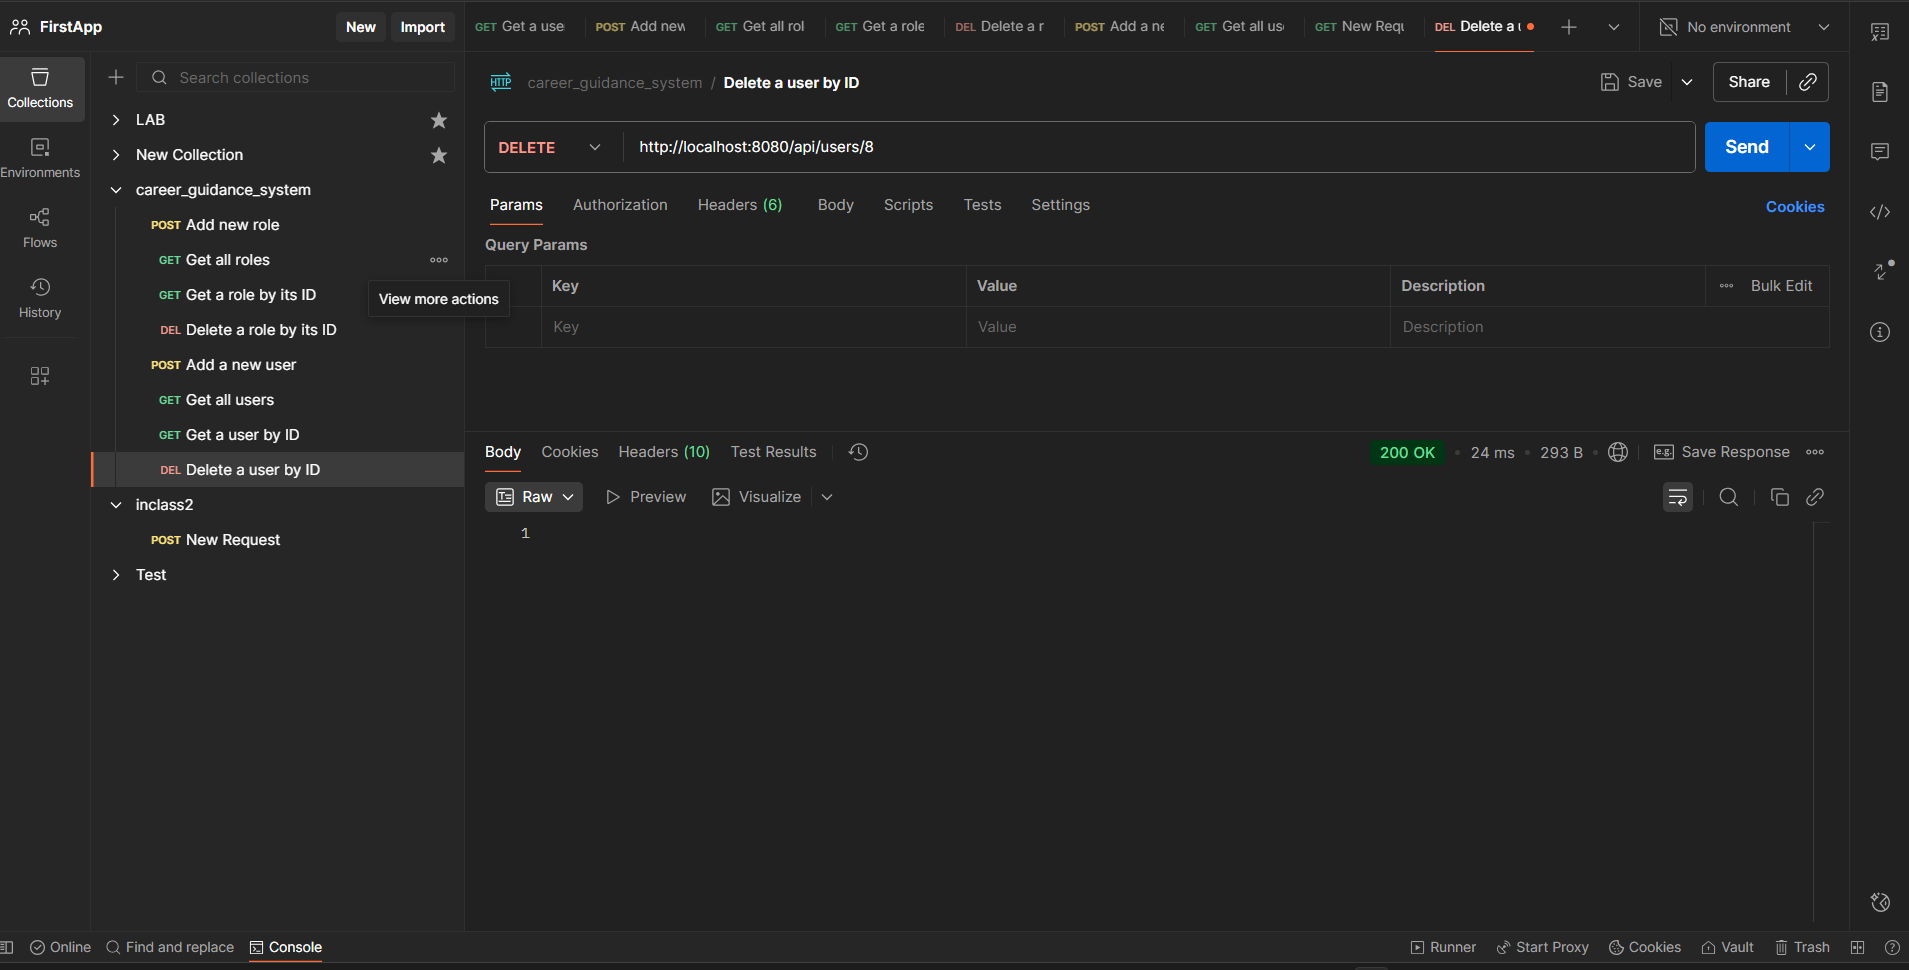 FirstApp
New
Import
GET Get a use
POST Add new
GET Get all rol
GET Get a role
DEL Delete a r
POST Add a ne
GET Get all us
GET New Requ
DEL Delete a u
No environment
Collections
Environments
Flows
History
Search collections
LAB
New Collection
career_guidance_system
POST Add new role
GET Get all roles
GET Get a role by its ID
View more actions
DEL Delete a role by its ID
POST Add a new user
GET Get all users
GET Get a user by ID
DEL Delete a user by ID
inclass2
POST New Request
Test
HTTP
career_guidance_system / Delete a user by ID
Save
Share
DELETE
http://localhost:8080/api/users/8
Send
Params
Authorization
Headers (6)
Body
Scripts
Tests
Settings
Cookies
Query Params
Key
Value
Description
Bulk Edit
Key
Value
Description
Body
Cookies
Headers (10)
Test Results
200 OK
24 ms
293 B
e.g.
Save Response
Raw
Preview
Visualize
1
Online
Find and replace
Console
Runner
Start Proxy
Cookies
Vault
Trash